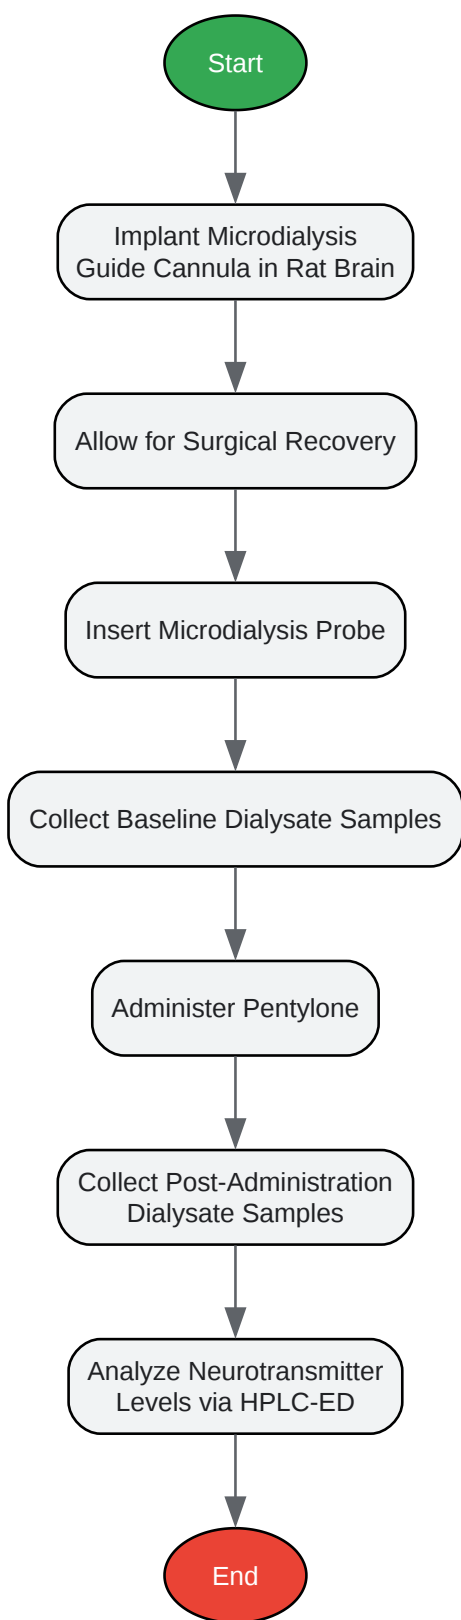 Start
Implant Microdialysis
Guide Cannula in Rat Brain
Allow for Surgical Recovery
Insert Microdialysis Probe
Collect Baseline Dialysate Samples
Administer Pentylone
Collect Post-Administration
Dialysate Samples
Analyze Neurotransmitter
Levels via HPLC-ED
End